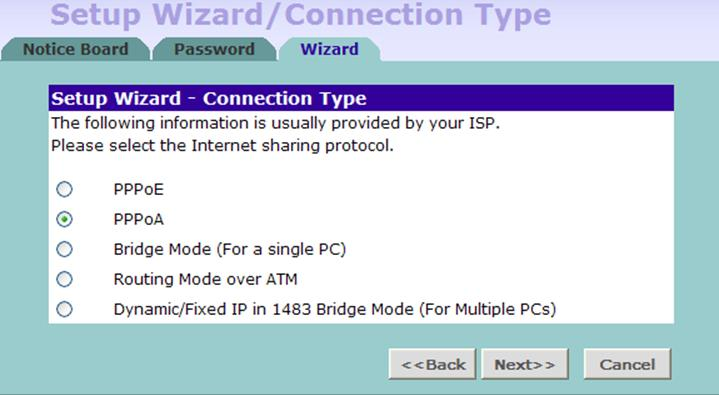 Setup Wizard/Connection Type
Notice Board Password Wizard
Setup Wizard - Connection Type
The following information is usually provided by your ISP.
Please select the Internet sharing protocol.
PPPoE
PPPoA
Bridge Mode (For a single PC)
Routing Mode over ATM
Dynamic/Fixed IP in 1483 Bridge Mode (For Multiple PCs)
<<Back Next>> Cancel